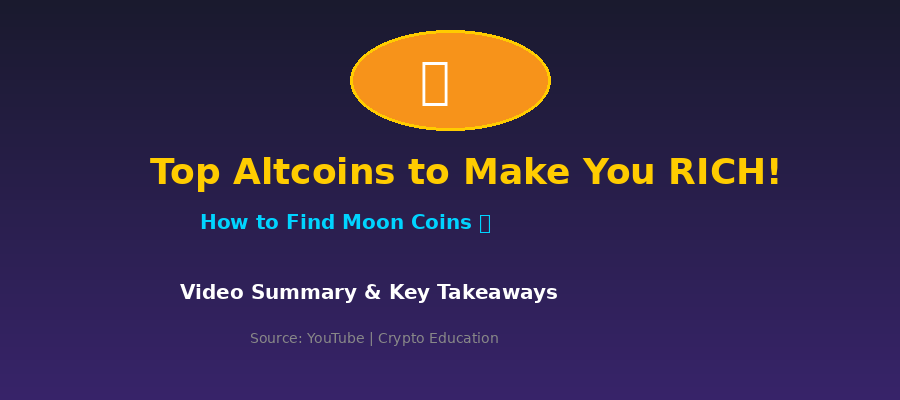 Top Altcoins to Make You RICH!
How to Find Moon Coins
Video Summary & Key Takeaways
Source: YouTube | Crypto Education